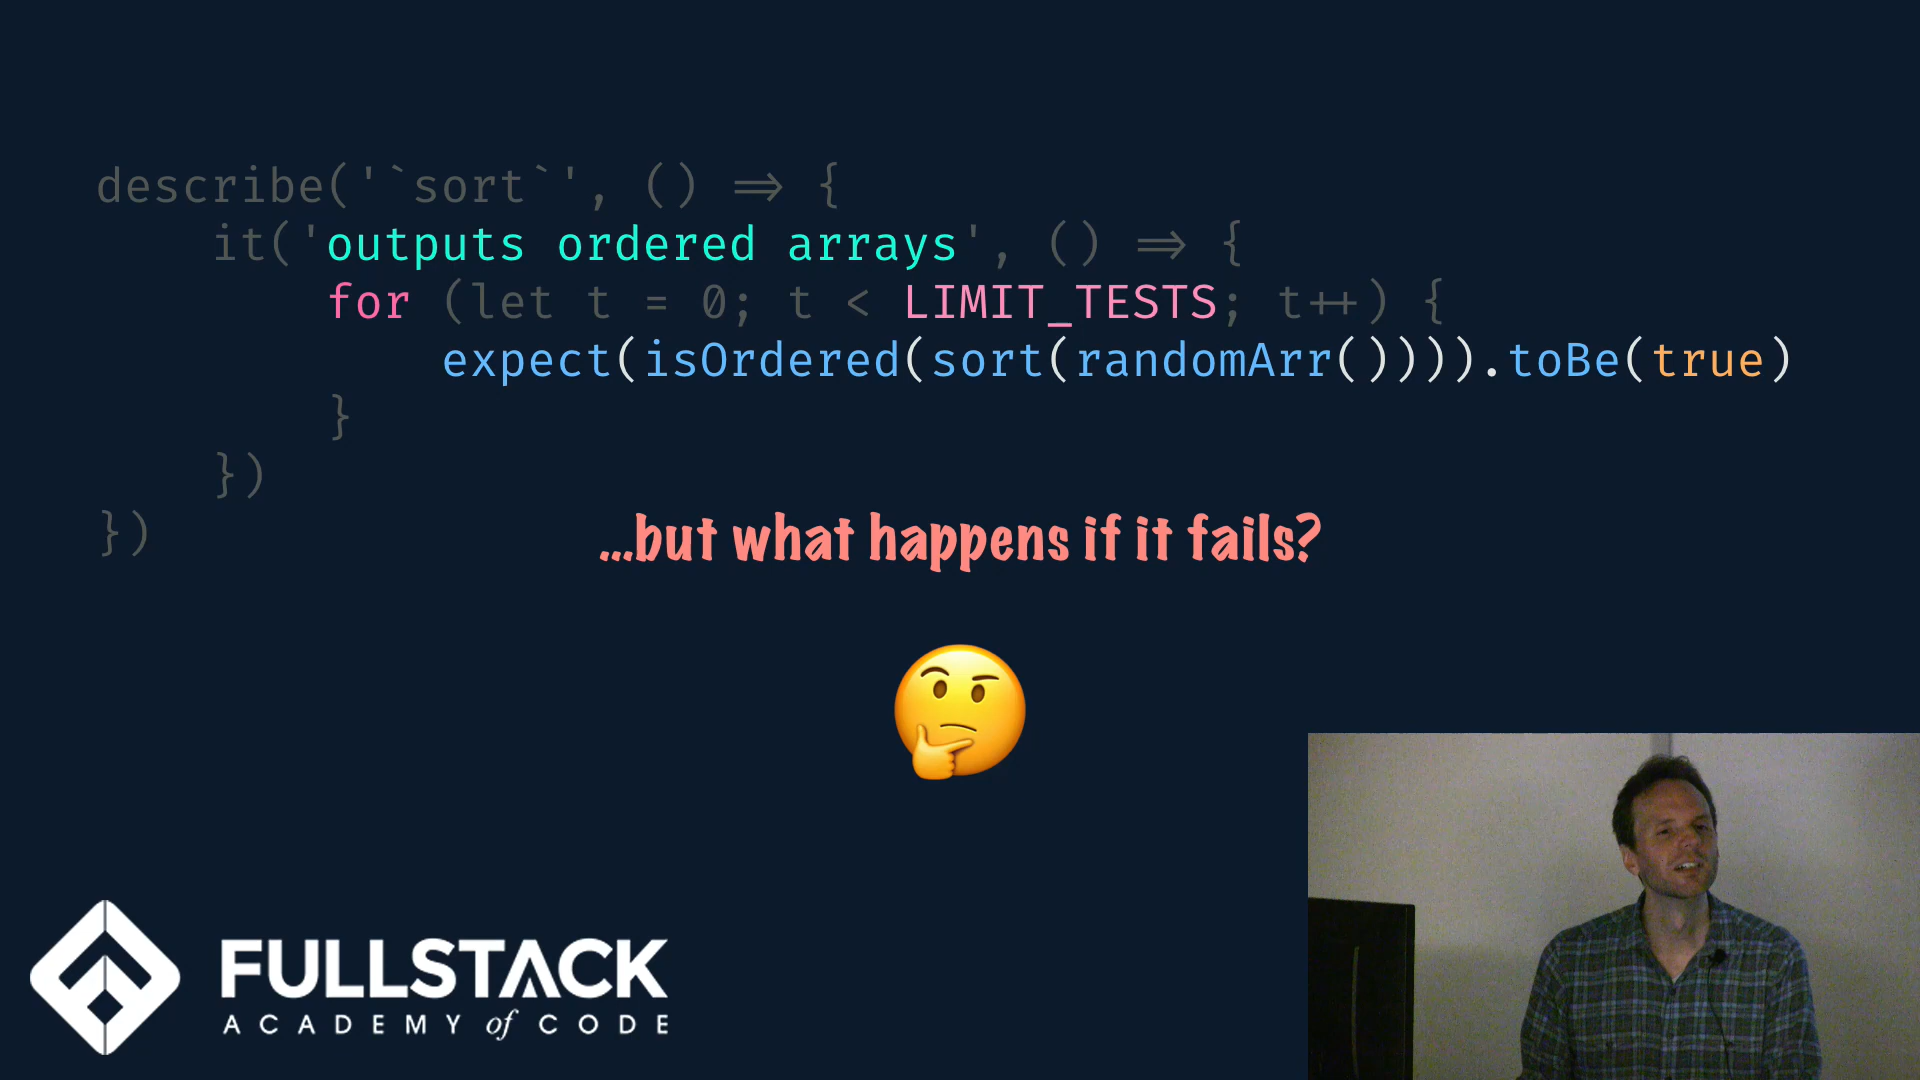 describe('`sort`', () => {
it('outputs ordered arrays', () => {
for (let t = 0; t < LIMIT_TESTS; t++) {
expect(isOrdered(sort(randomArr()))).toBe(true)
}
})
})
...but what happens if it fails?
FULLSTACK
ACADEMY of CODE